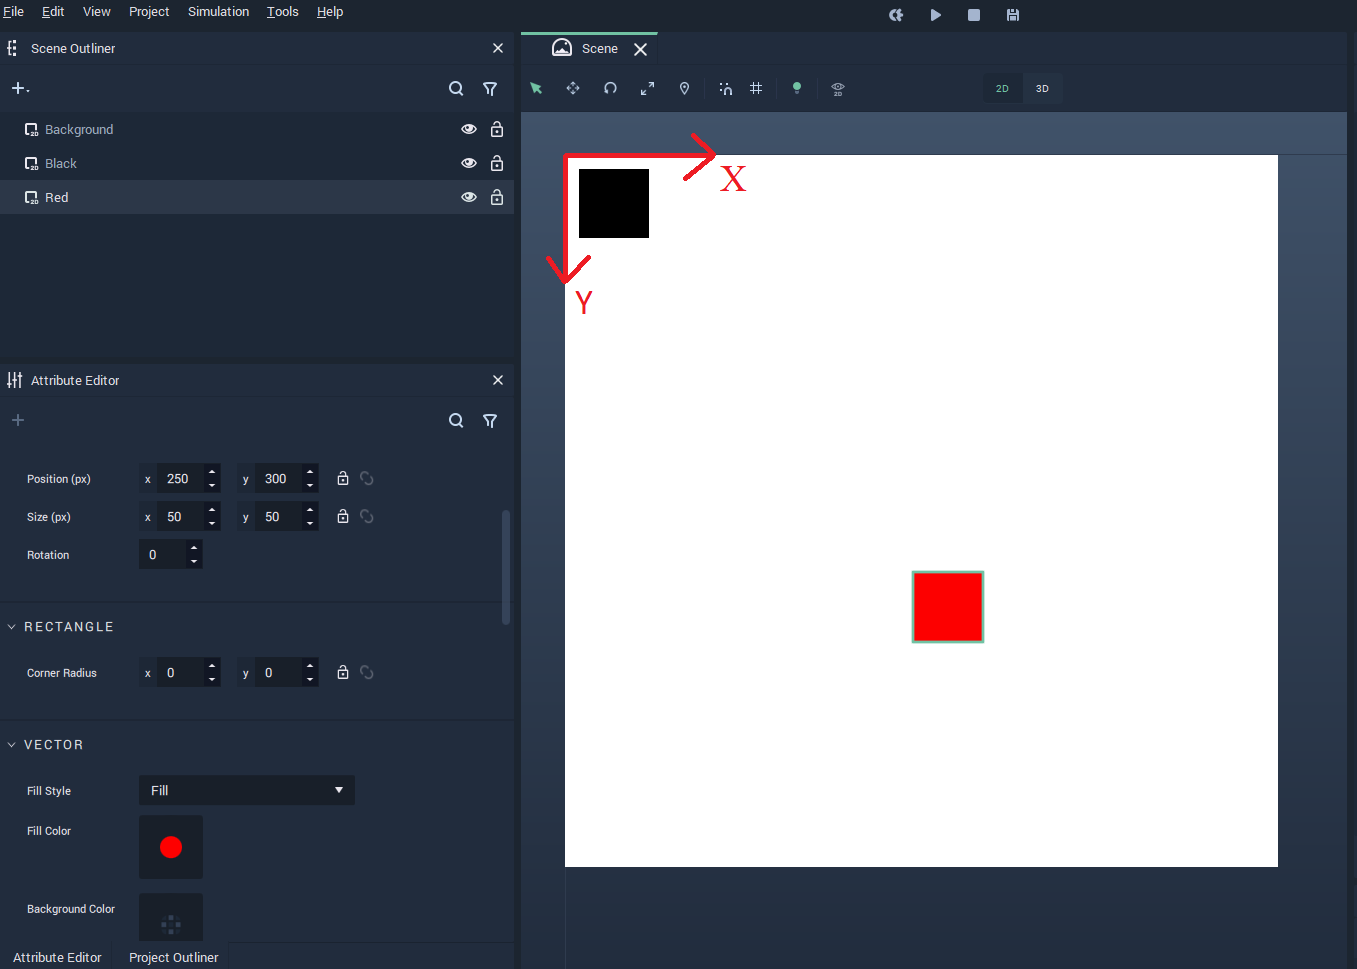 File Edit View Project Simulation Tools Help
Scene Outliner
Scene
2D 3D
2D
Background
Black
Red
X
Y
Attribute Editor
Position (px) x 250 y 300
Size (px) x 50 y 50
Rotation 0
RECTANGLE
Corner Radius x 0 y 0
VECTOR
Fill Style Fill
Fill Color
Background Color
Attribute Editor Project Outliner